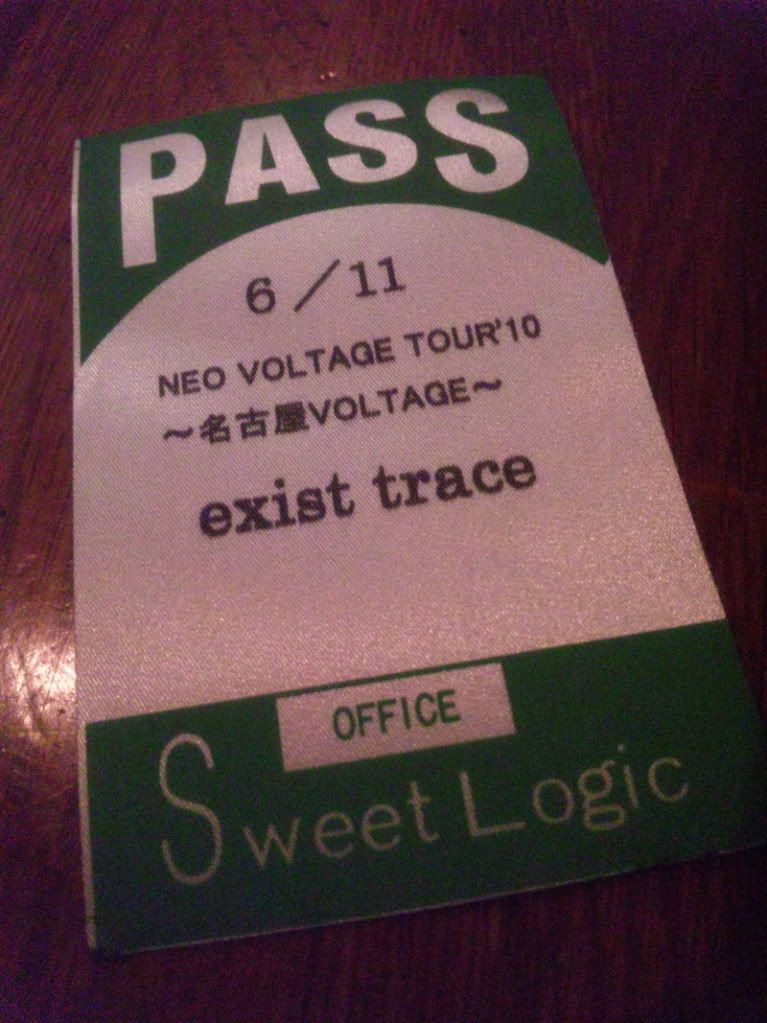 PASS
6／11
NEO VOLTAGE TOUR'10
～名古屋VOLTAGE～
exist trace
OFFICE
Sweet Logic